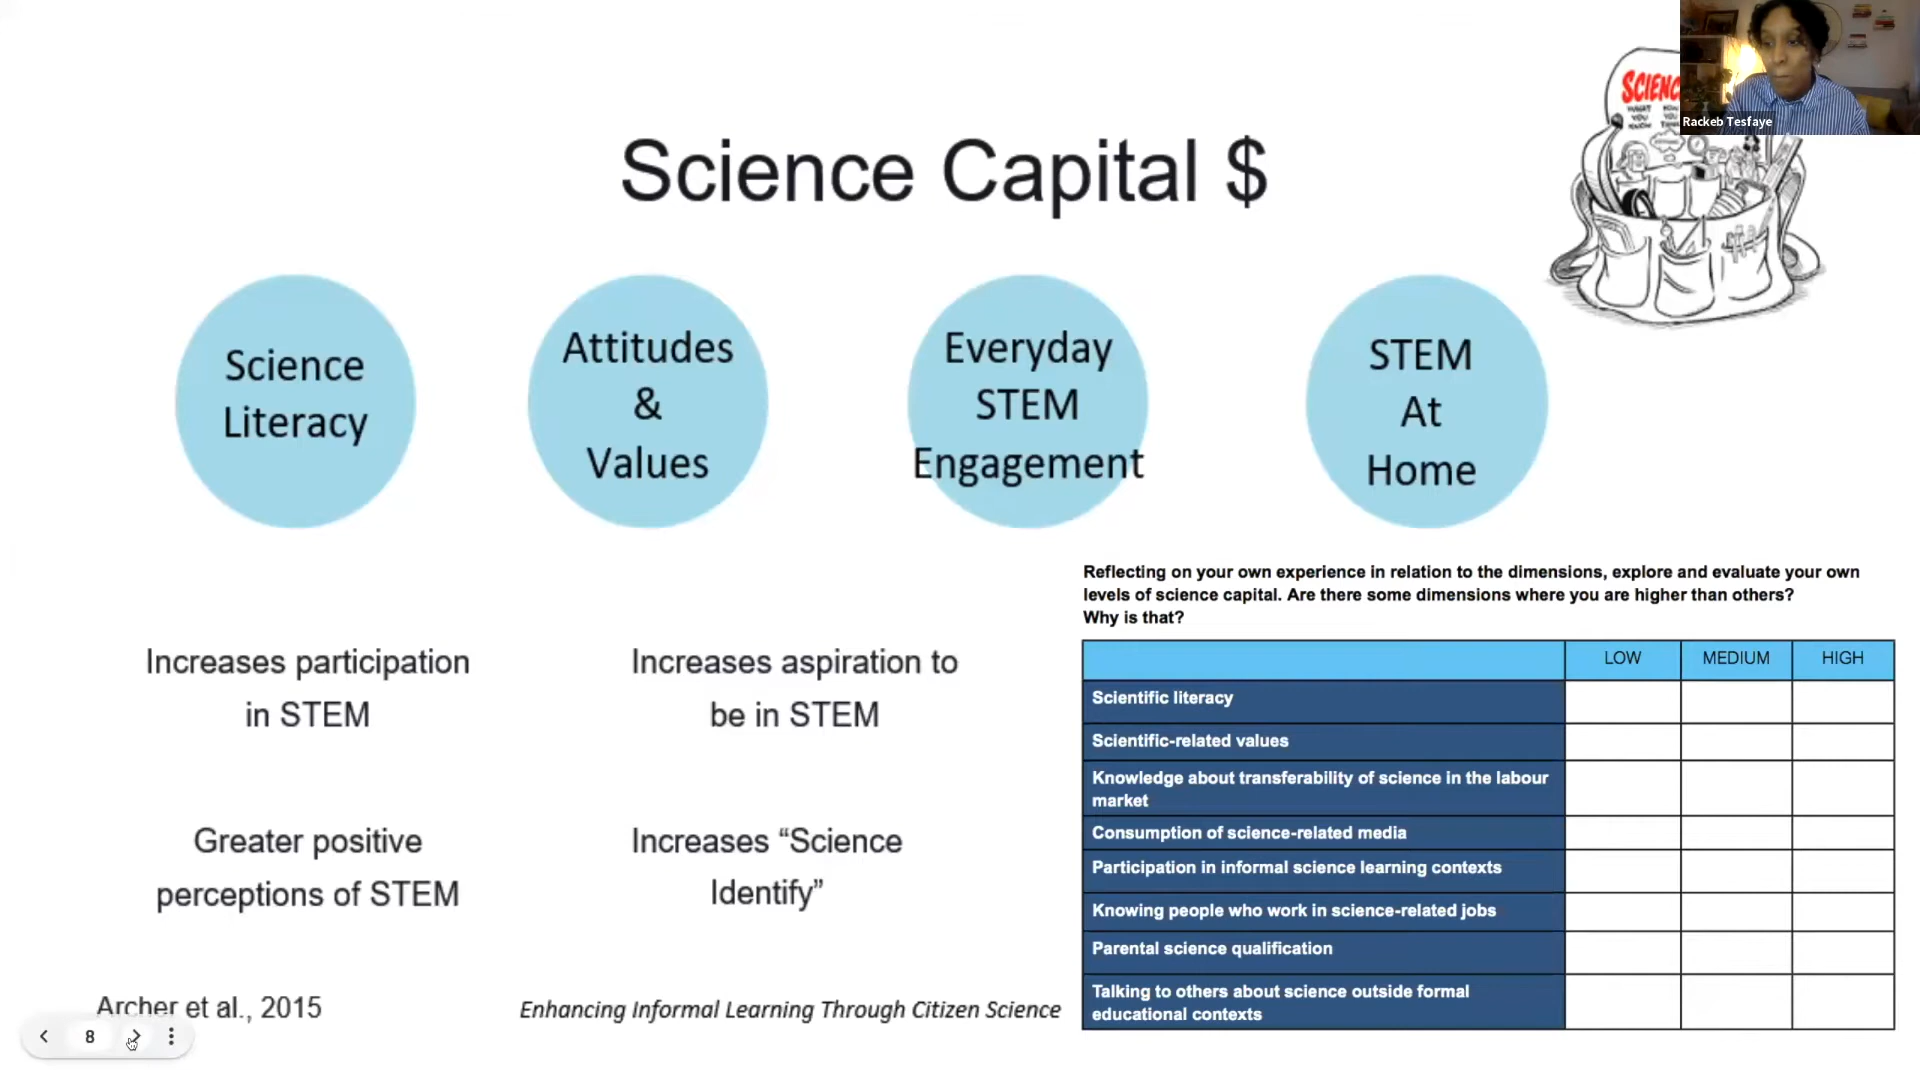 Rackeb Tesfaye
SCIENC
WHAT
YOU
KNOW
Science Capital $
Science
Literacy
Attitudes
&
Values
Everyday
STEM
Engagement
STEM
At
Home
Increases participation
in STEM
Increases aspiration to
be in STEM
Greater positive
perceptions of STEM
Increases “Science
Identify”
Archer et al., 2015
Enhancing Informal Learning Through Citizen Science
8
Reflecting on your own experience in relation to the dimensions, explore and evaluate your own
levels of science capital. Are there some dimensions where you are higher than others?
Why is that?
LOW MEDIUM HIGH
Scientific literacy
Scientific-related values
Knowledge about transferability of science in the labour
market
Consumption of science-related media
Participation in informal science learning contexts
Knowing people who work in science-related jobs
Parental science qualification
Talking to others about science outside formal
educational contexts